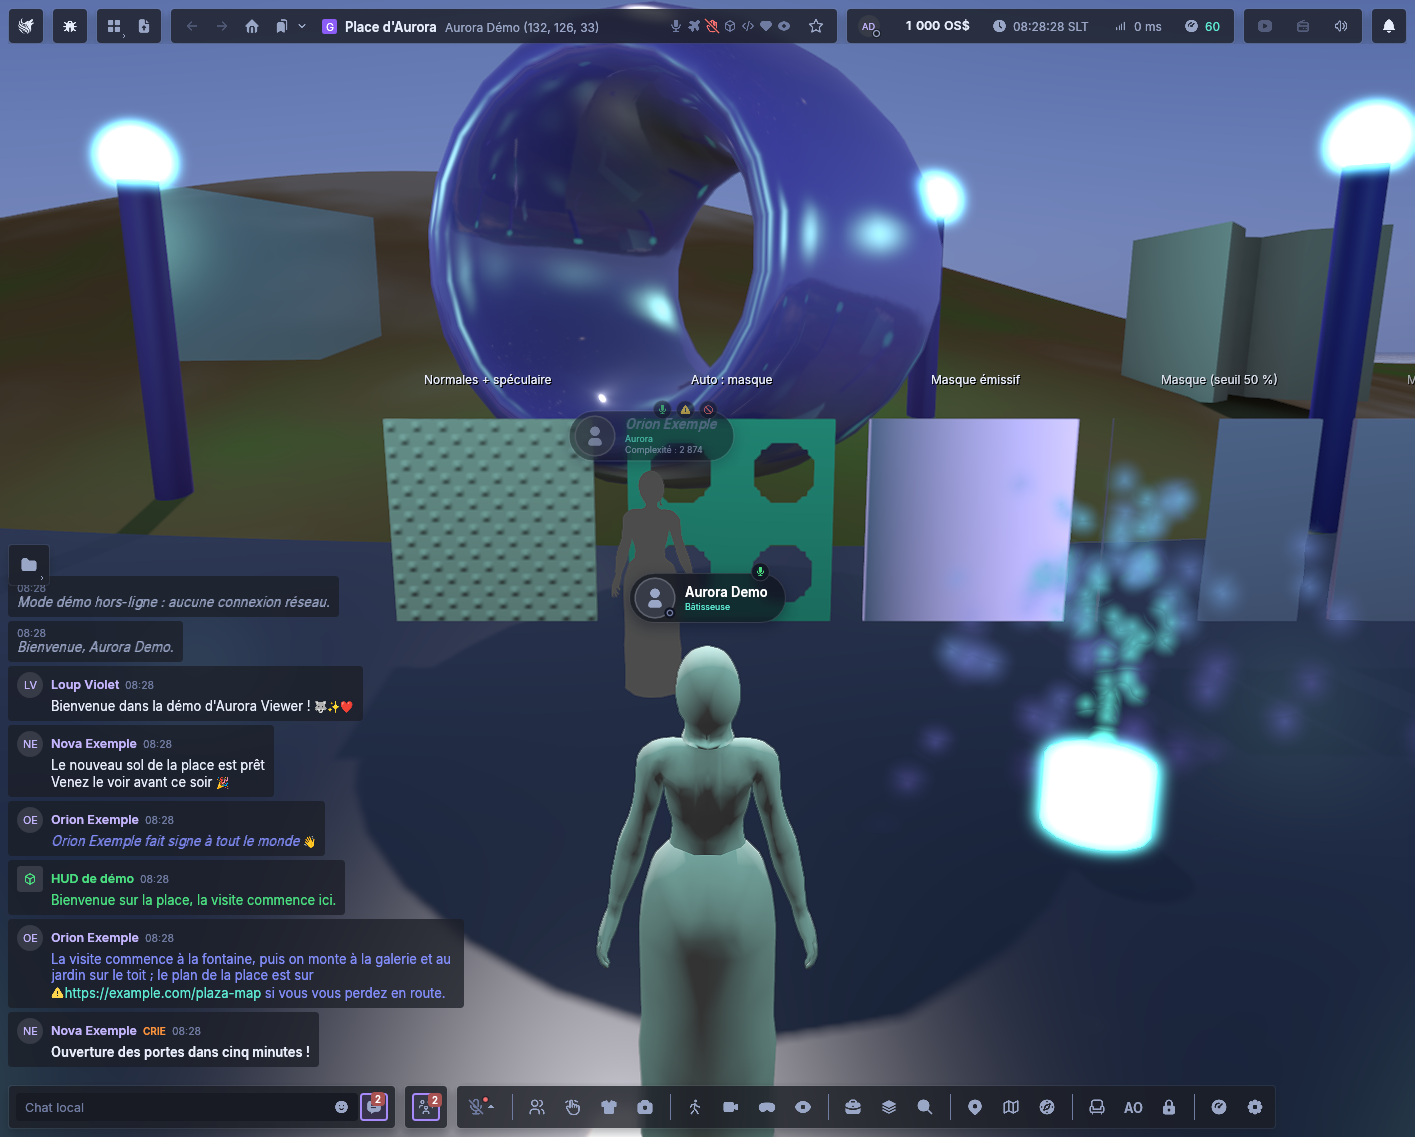 G Place d'Aurora Aurora Démo (132, 126, 33)
AD 1 000 OS$ 08:28:28 SLT 0 ms 60
Normales + spéculaire
Auto : masque
Masque émissif
Masque (seuil 50 %)
M
Orion Exemple
Aurora
Complexité : 2 874
Aurora Demo
Bâtisseuse
08:28
Mode démo hors-ligne : aucune connexion réseau.
08:28
Bienvenue, Aurora Demo.
LV Loup Violet 08:28
Bienvenue dans la démo d'Aurora Viewer ! 🐺✨❤️
NE Nova Exemple 08:28
Le nouveau sol de la place est prêt
Venez le voir avant ce soir 🎉
OE Orion Exemple 08:28
Orion Exemple fait signe à tout le monde 👋
HUD de démo 08:28
Bienvenue sur la place, la visite commence ici.
OE Orion Exemple 08:28
La visite commence à la fontaine, puis on monte à la galerie et au
jardin sur le toit ; le plan de la place est sur
⚠️https://example.com/plaza-map si vous vous perdez en route.
NE Nova Exemple CRIE 08:28
Ouverture des portes dans cinq minutes !
Chat local 2 2 AO